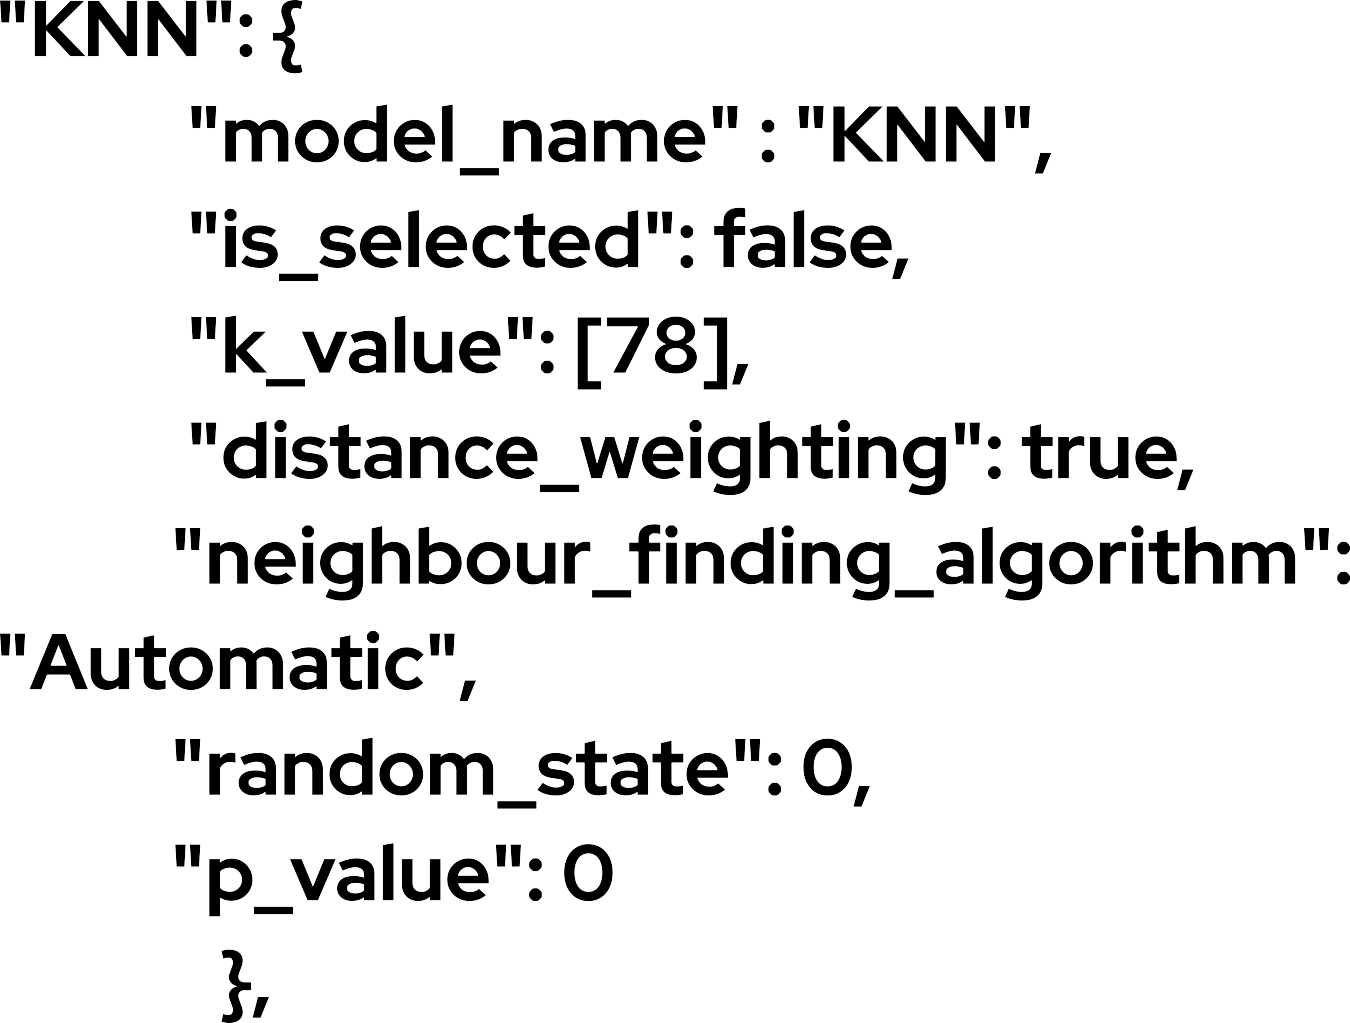 "KNN": {
"model_name" : "KNN",
"is_selected": false,
"k_value": [78],
"distance_weighting": true,
"neighbour_finding_algorithm":
"Automatic",
"random_state": 0,
"p_value": 0
},